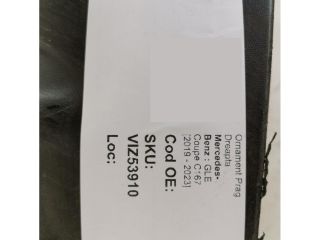 Ornament Prag
Dreapta
Mercedes-
Benz : GLE
Coupe C167
[2019 - 2023]
Cod OE:
SKU:
VIZ53910
Loc: